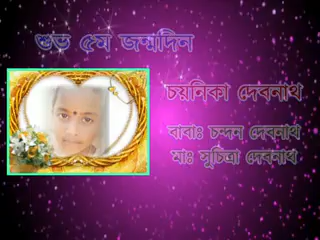 শুভ ৫ম জন্মদিন
চয়নিকা দেবনাথ
বাবাঃ চন্দন দেবনাথ
মাঃ সুচিত্রা দেবনাথ